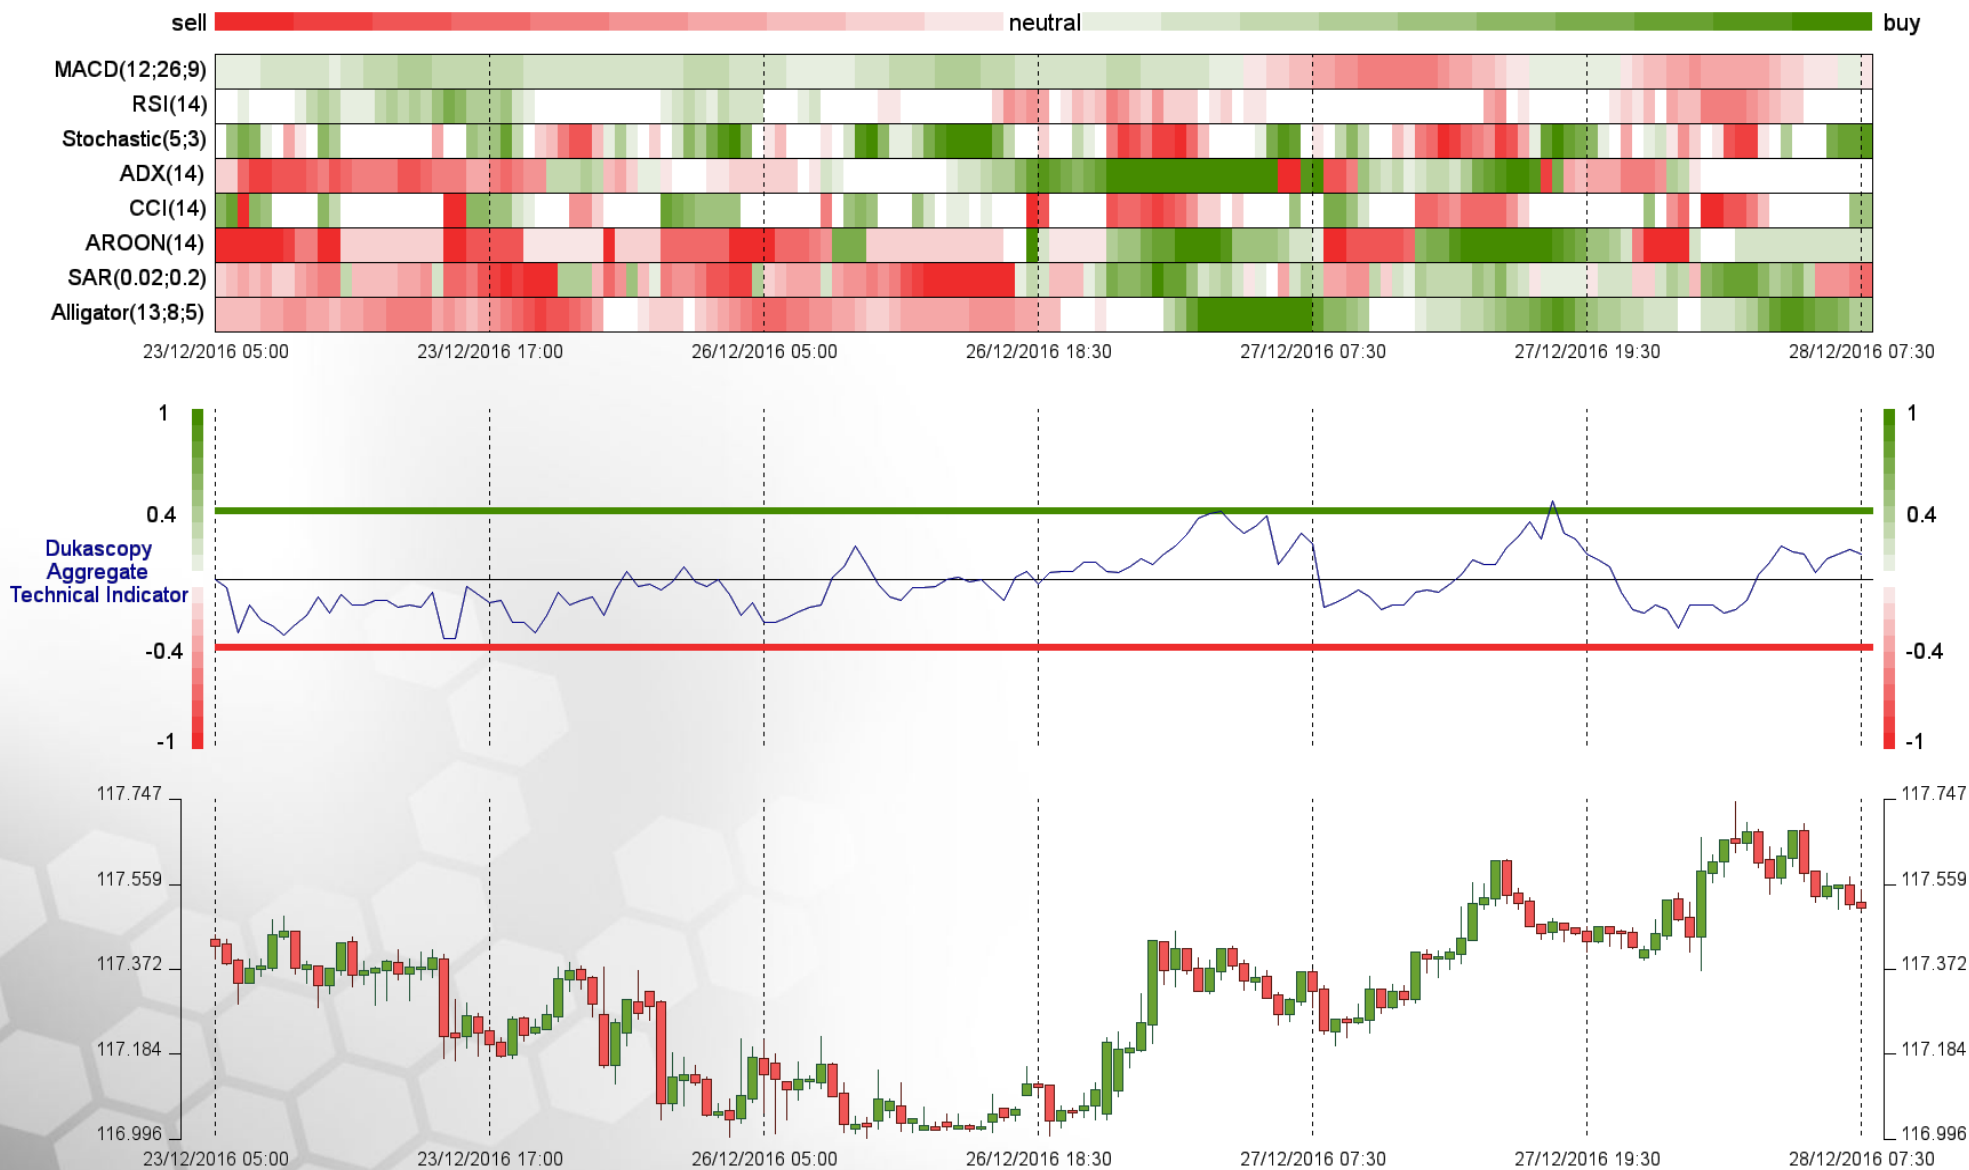 sell neutral buy
MACD(12;26;9)
RSI(14)
Stochastic(5;3)
ADX(14)
CCI(14)
AROON(14)
SAR(0.02;0.2)
Alligator(13;8;5)
23/12/2016 05:00 23/12/2016 17:00 26/12/2016 05:00 26/12/2016 18:30 27/12/2016 07:30 27/12/2016 19:30 28/12/2016 07:30
1 1
0.4 0.4
Dukascopy
Aggregate
Technical Indicator
-0.4 -0.4
-1 -1
117.747 117.747
117.559 117.559
117.372 117.372
117.184 117.184
116.996 116.996
23/12/2016 05:00 23/12/2016 17:00 26/12/2016 05:00 26/12/2016 18:30 27/12/2016 07:30 27/12/2016 19:30 28/12/2016 07:30